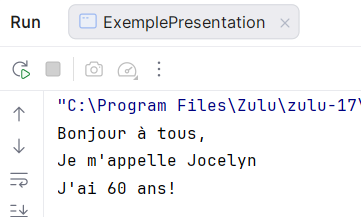 Run ExemplePresentation
"C:\Program Files\Zulu\zulu-17\
Bonjour à tous,
Je m'appelle Jocelyn
J'ai 60 ans!